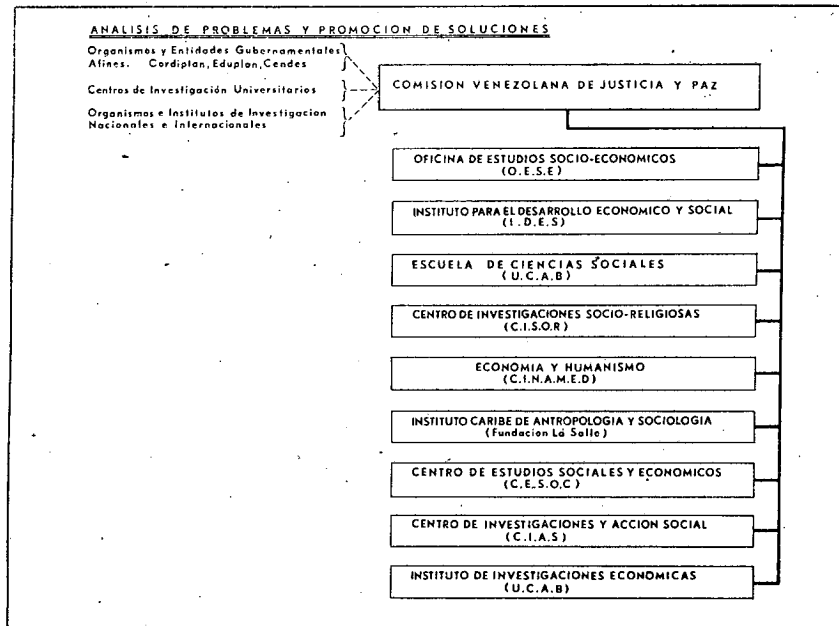 ANALISIS DE PROBLEMAS Y PROMOCION DE SOLUCIONES
Organismos y Entidades Gubernamentales
Afines. Cordiplan, Eduplan, Cendes
Centros de Investigación Universitarios
Organismos e Institutos de Investigacion
Nacionales e Internacionales
COMISION VENEZOLANA DE JUSTICIA Y PAZ
OFICINA DE ESTUDIOS SOCIO-ECONOMICOS
(O.E.S.E)
INSTITUTO PARA EL DESARROLLO ECONOMICO Y SOCIAL
(I.D.E.S)
ESCUELA DE CIENCIAS SOCIALES
(U.C.A.B)
CENTRO DE INVESTIGACIONES SOCIO-RELIGIOSAS
(C.I.S.O.R)
ECONOMIA Y HUMANISMO
(C.I.N.A.M.E.D)
INSTITUTO CARIBE DE ANTROPOLOGIA Y SOCIOLOGIA
(Fundacion La Salle)
CENTRO DE ESTUDIOS SOCIALES Y ECONOMICOS
(C.E.S.O.C)
CENTRO DE INVESTIGACIONES Y ACCION SOCIAL
(C.I.A.S)
INSTITUTO DE INVESTIGACIONES ECONOMICAS
(U.C.A.B)